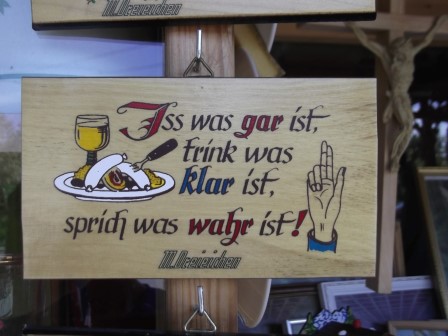 Iss was gar ist,
trink was
klar ist,
sprich was wahr ist!